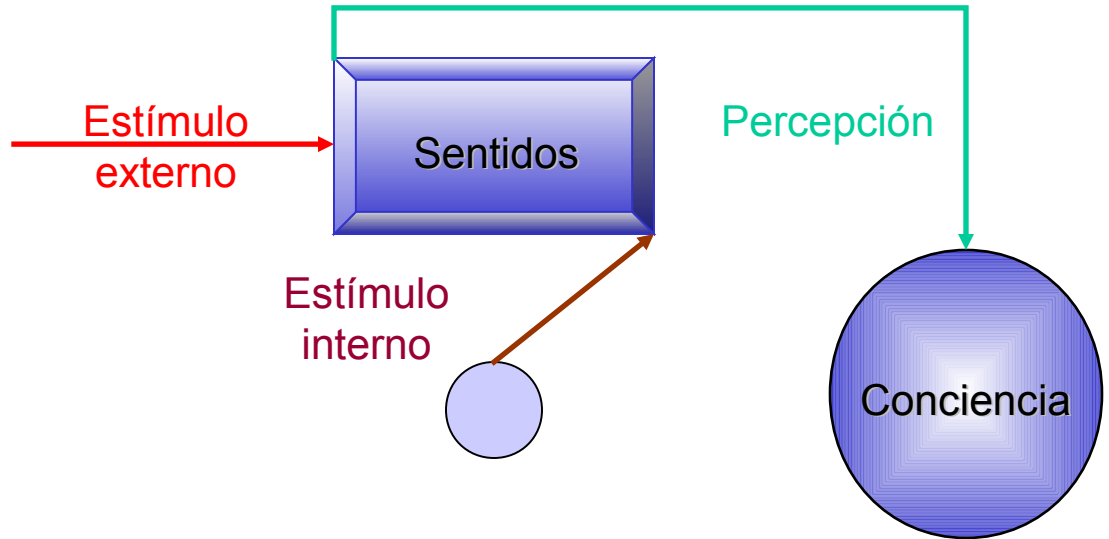 Estímulo
externo
Sentidos
Percepción
Estímulo
interno
Conciencia